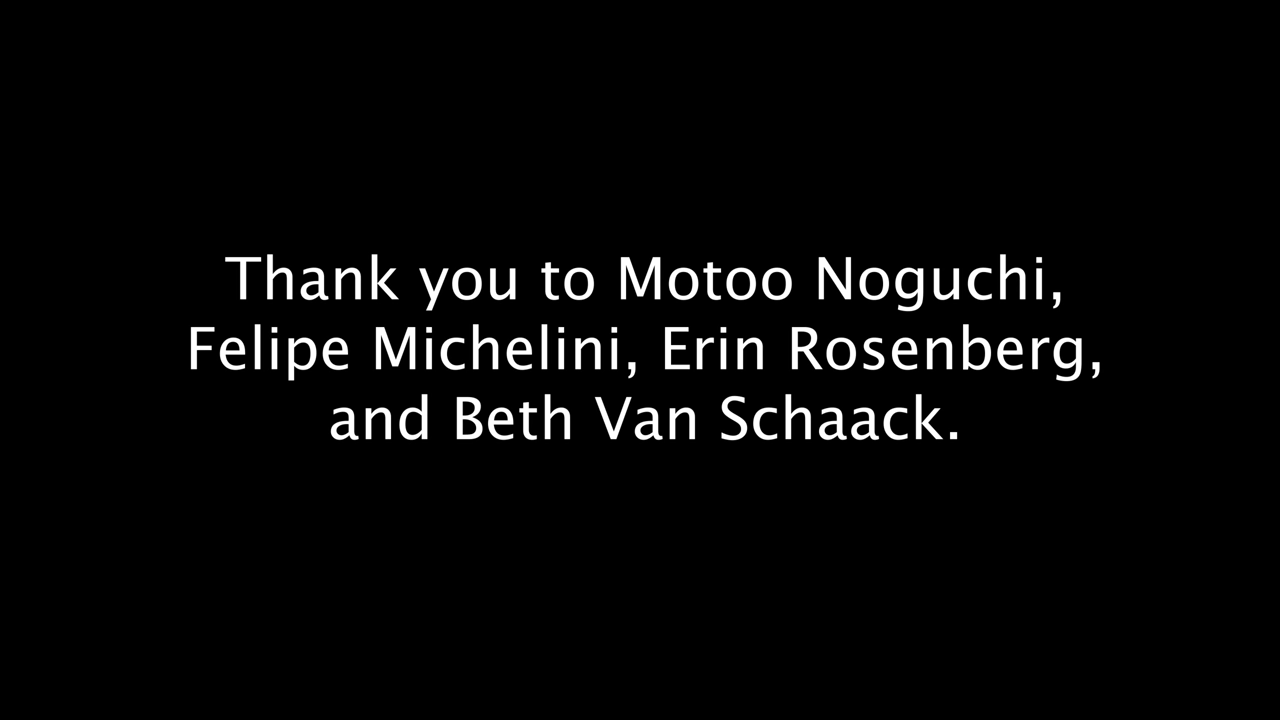 Thank you to Motoo Noguchi,
Felipe Michelini, Erin Rosenberg,
and Beth Van Schaack.